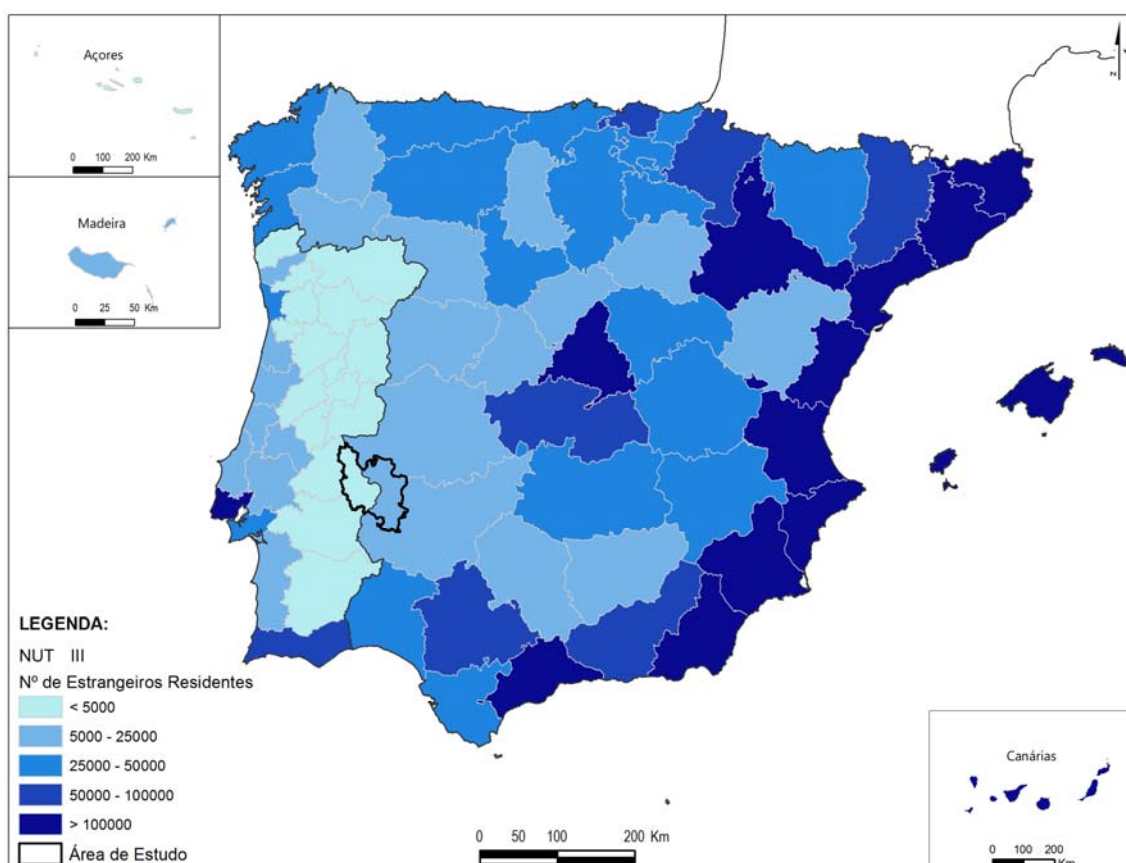 Açores
0 100 200 Km
Madeira
0 25 50 Km
N
LEGENDA:
NUT III
Nº de Estrangeiros Residentes
< 5000
5000 - 25000
25000 - 50000
50000 - 100000
> 100000
Área de Estudo
0 50 100 200 Km
Canárias
0 100 200 Km